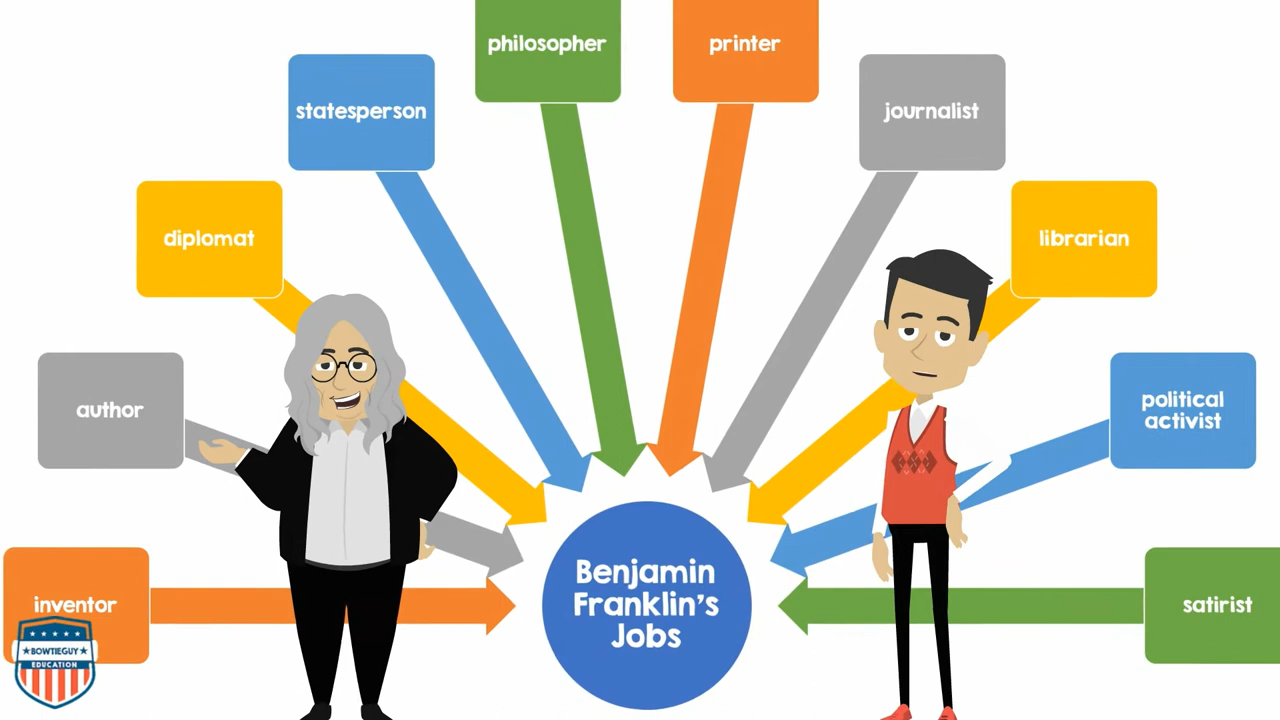 philosopher
printer
statesperson
journalist
diplomat
librarian
author
political
activist
inventor
satirist
Benjamin
Franklin's
Jobs
BOWTIEGUY
EDUCATION